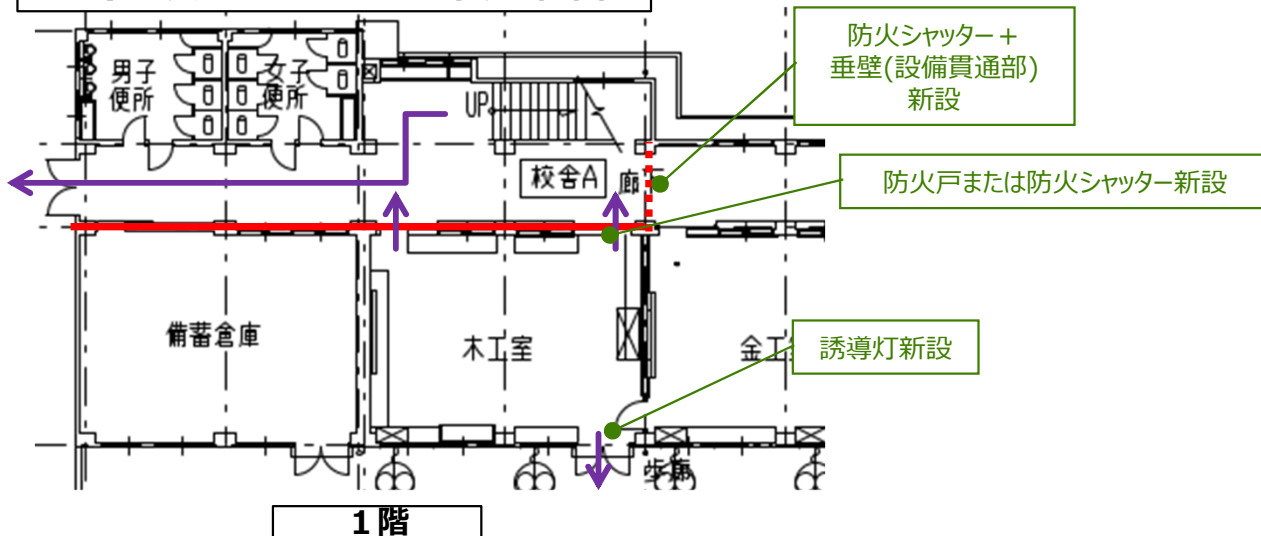 防火シャッター＋
垂壁(設備貫通部)
新設
男子
便所
女子
便所
UP
校舎A
廊下
防火戸または防火シャッター新設
備蓄倉庫
木工室
金工
誘導灯新設
歩廊
1階